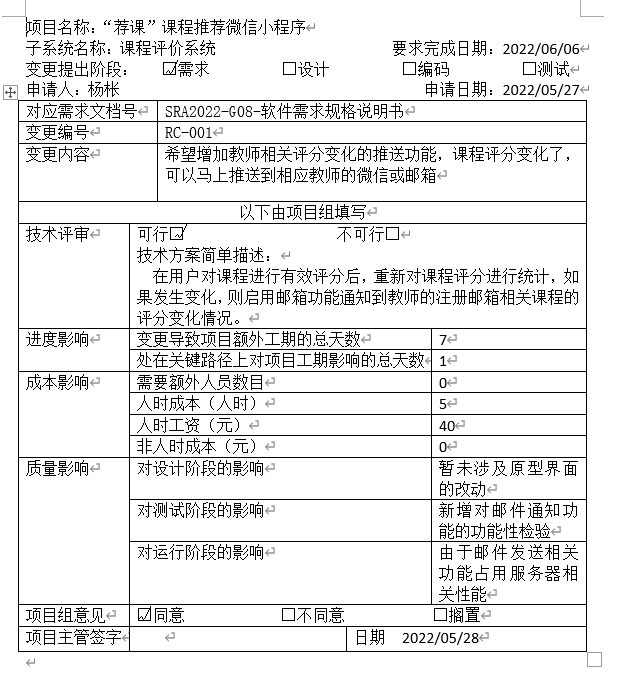 项目名称：“荐课”课程推荐微信小程序
子系统名称：课程评价系统 要求完成日期：2022/06/06
变更提出阶段： ☑需求 □设计 □编码 □测试
申请人：杨枨 申请日期：2022/05/27
对应需求文档号 SRA2022-G08-软件需求规格说明书
变更编号 RC-001
变更内容 希望增加教师相关评分变化的推送功能，课程评分变化了，
可以马上推送到相应教师的微信或邮箱
以下由项目组填写
技术评审 可行☑ 不可行□
技术方案简单描述：
在用户对课程进行有效评分后，重新对课程评分进行统计，如
果发生变化，则启用邮箱功能通知到教师的注册邮箱相关课程的
评分变化情况。
进度影响 变更导致项目额外工期的总天数 7
处在关键路径上对项目工期影响的总天数 1
成本影响 需要额外人员数目 0
人时成本（人时） 5
人时工资（元） 40
非人时成本（元） 0
质量影响 对设计阶段的影响 暂未涉及原型界面
的改动
对测试阶段的影响 新增对邮件通知功
能的功能性检验
对运行阶段的影响 由于邮件发送相关
功能占用服务器相
关性能
项目组意见 ☑同意 □不同意 □搁置
项目主管签字 日期 2022/05/28